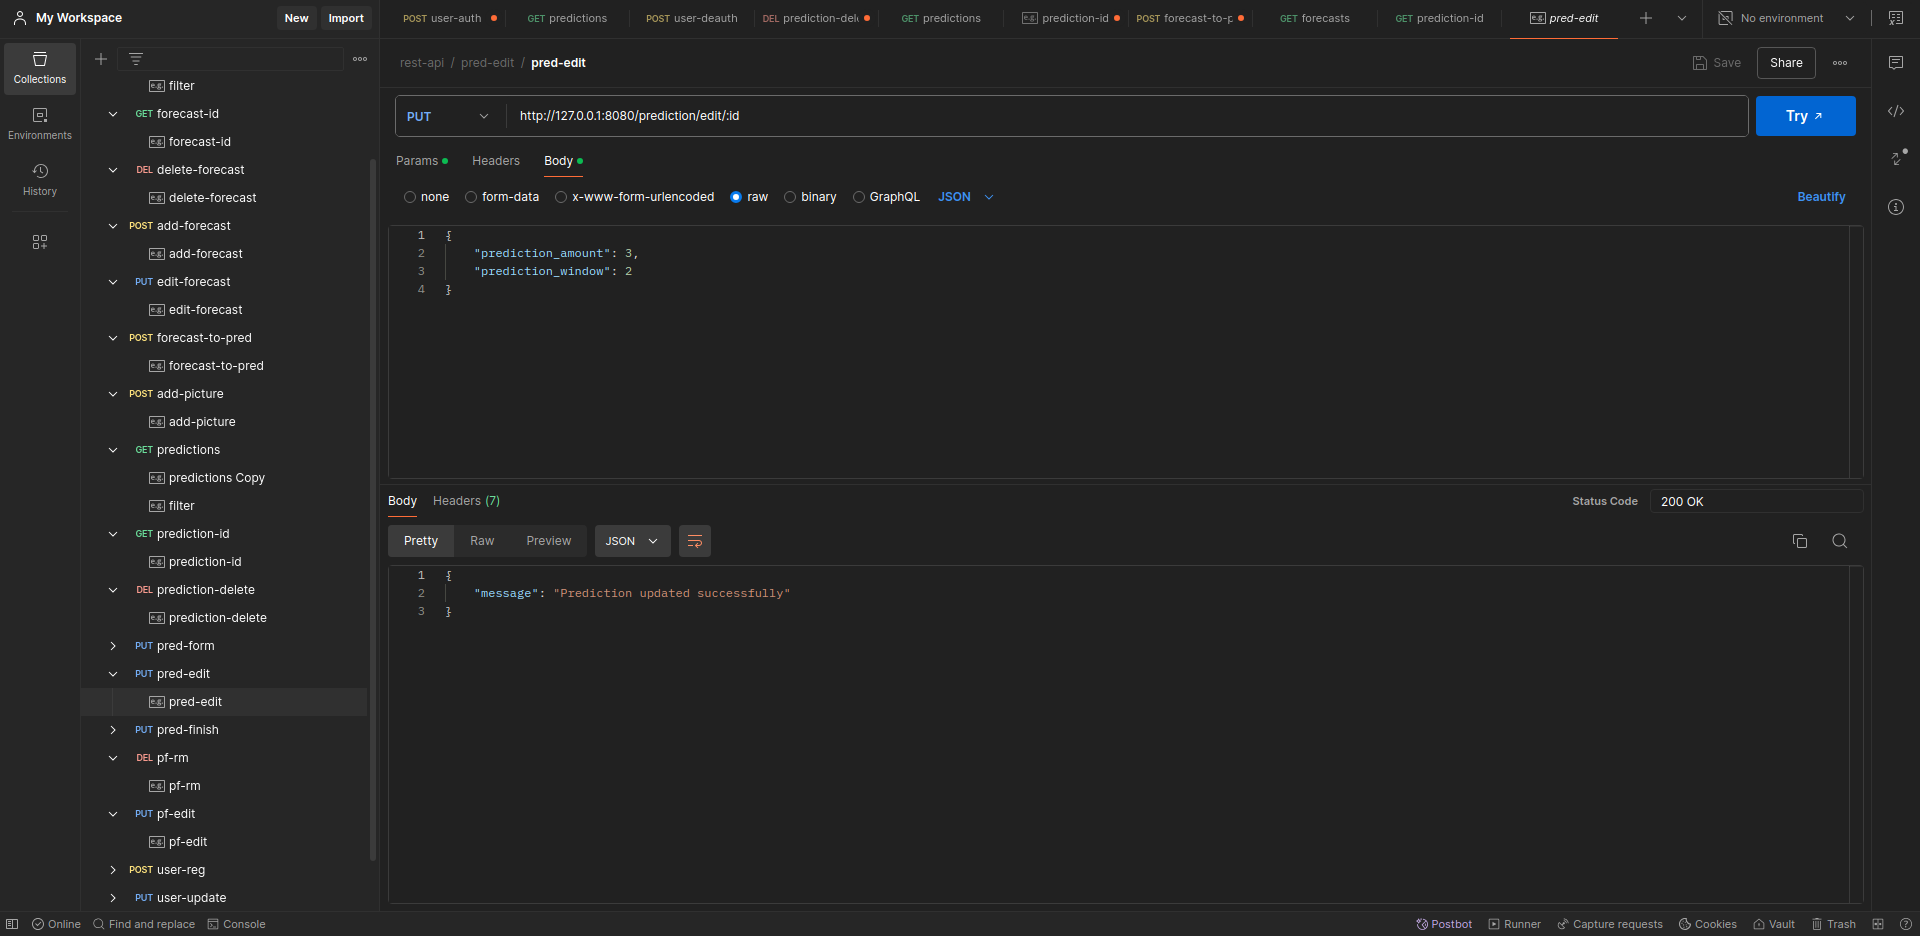 My Workspace
New
Import
POST user-auth
GET predictions
POST user-deauth
DEL prediction-del
GET predictions
e.g. prediction-id
POST forecast-to-p
GET forecasts
GET prediction-id
e.g. pred-edit
No environment
Collections
Environments
History
e.g. filter
GET forecast-id
e.g. forecast-id
DEL delete-forecast
e.g. delete-forecast
POST add-forecast
e.g. add-forecast
PUT edit-forecast
e.g. edit-forecast
POST forecast-to-pred
e.g. forecast-to-pred
POST add-picture
e.g. add-picture
GET predictions
e.g. predictions Copy
e.g. filter
GET prediction-id
e.g. prediction-id
DEL prediction-delete
e.g. prediction-delete
PUT pred-form
PUT pred-edit
e.g. pred-edit
PUT pred-finish
DEL pf-rm
e.g. pf-rm
PUT pf-edit
e.g. pf-edit
POST user-reg
PUT user-update
rest-api / pred-edit / pred-edit
Save
Share
PUT
http://127.0.0.1:8080/prediction/edit/:id
Try
Params
Headers
Body
none
form-data
x-www-form-urlencoded
raw
binary
GraphQL
JSON
Beautify
1 {
2 "prediction_amount": 3,
3 "prediction_window": 2
4 }
Body
Headers (7)
Status Code
200 OK
Pretty
Raw
Preview
JSON
1 {
2 "message": "Prediction updated successfully"
3 }
Online
Find and replace
Console
Postbot
Runner
Capture requests
Cookies
Vault
Trash